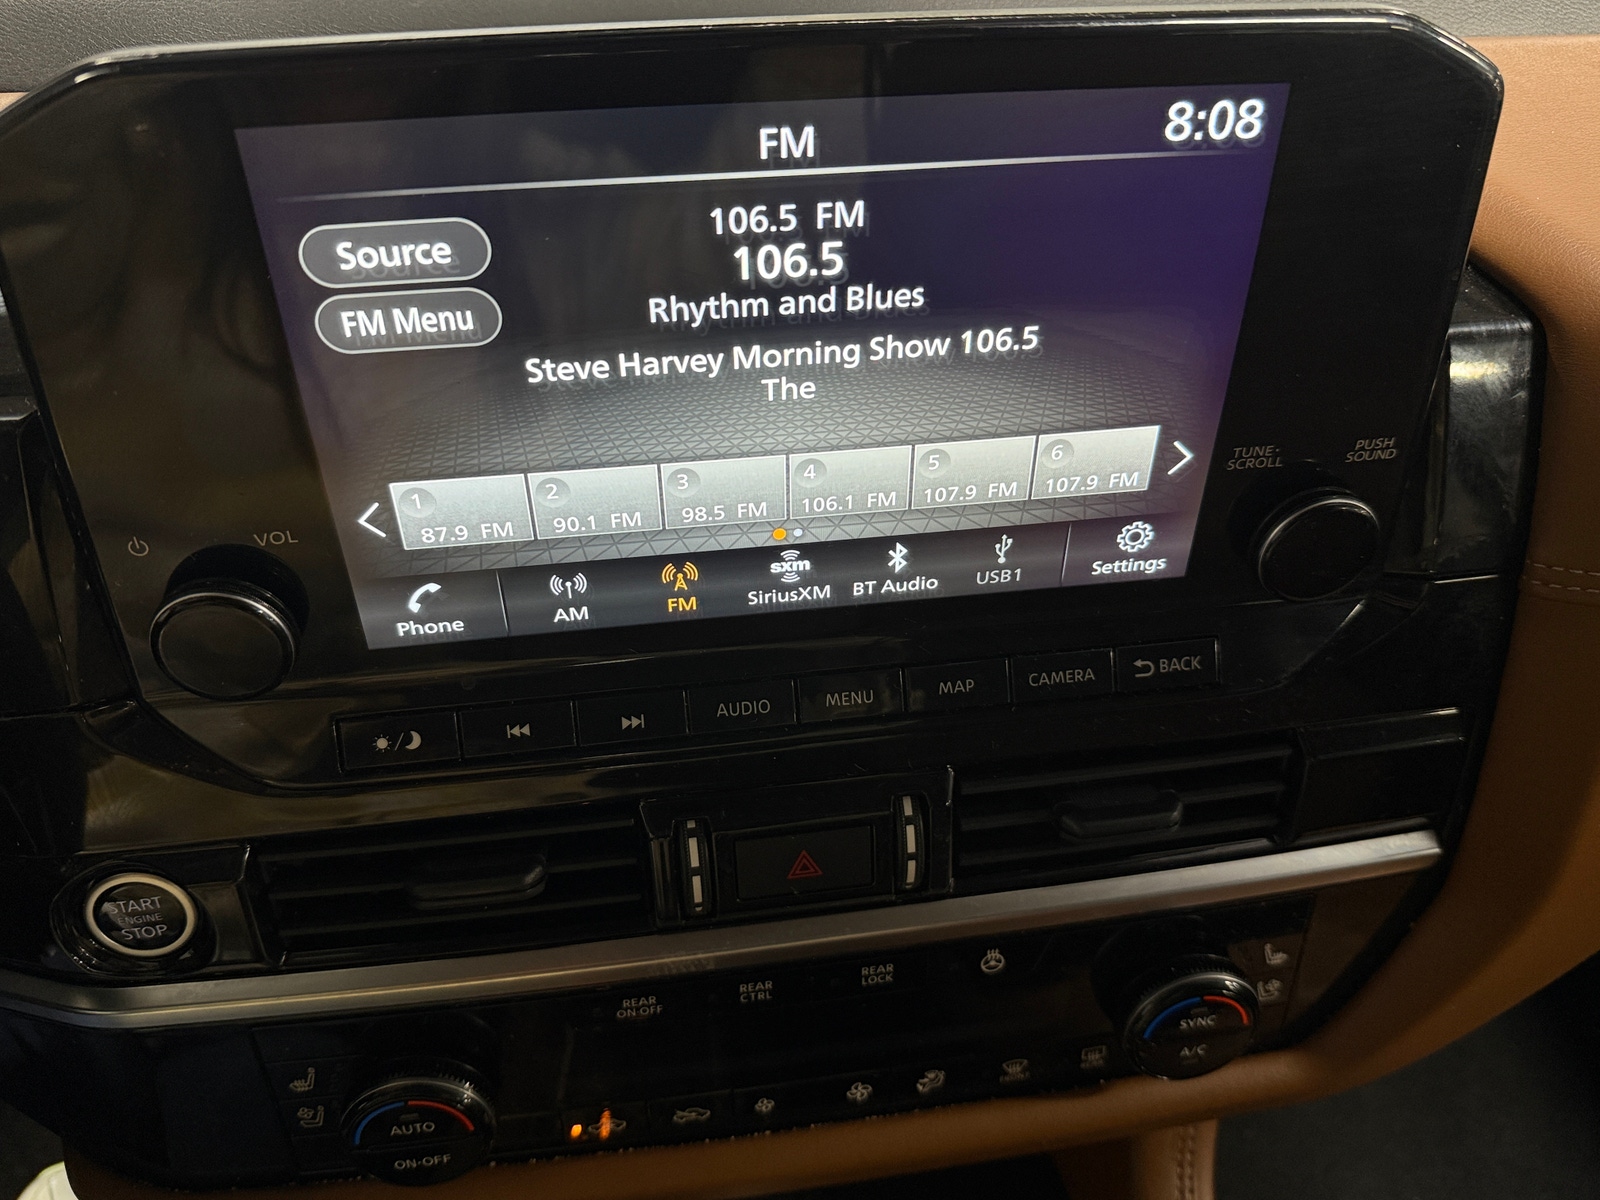 FM
8:08
106.5 FM
106.5
Rhythm and Blues
Steve Harvey Morning Show 106.5
The
Source
FM Menu
1
87.9 FM
2
90.1 FM
3
98.5 FM
4
106.1 FM
5
107.9 FM
6
107.9 FM
Phone
AM
FM
sxm
SiriusXM
BT Audio
USB1
Settings
VOL
TUNE·
SCROLL
PUSH
SOUND
AUDIO
MENU
MAP
CAMERA
BACK
START
ENGINE
STOP
REAR
ON·OFF
REAR
CTRL
REAR
LOCK
SYNC
A/C
AUTO
ON·OFF
FRONT